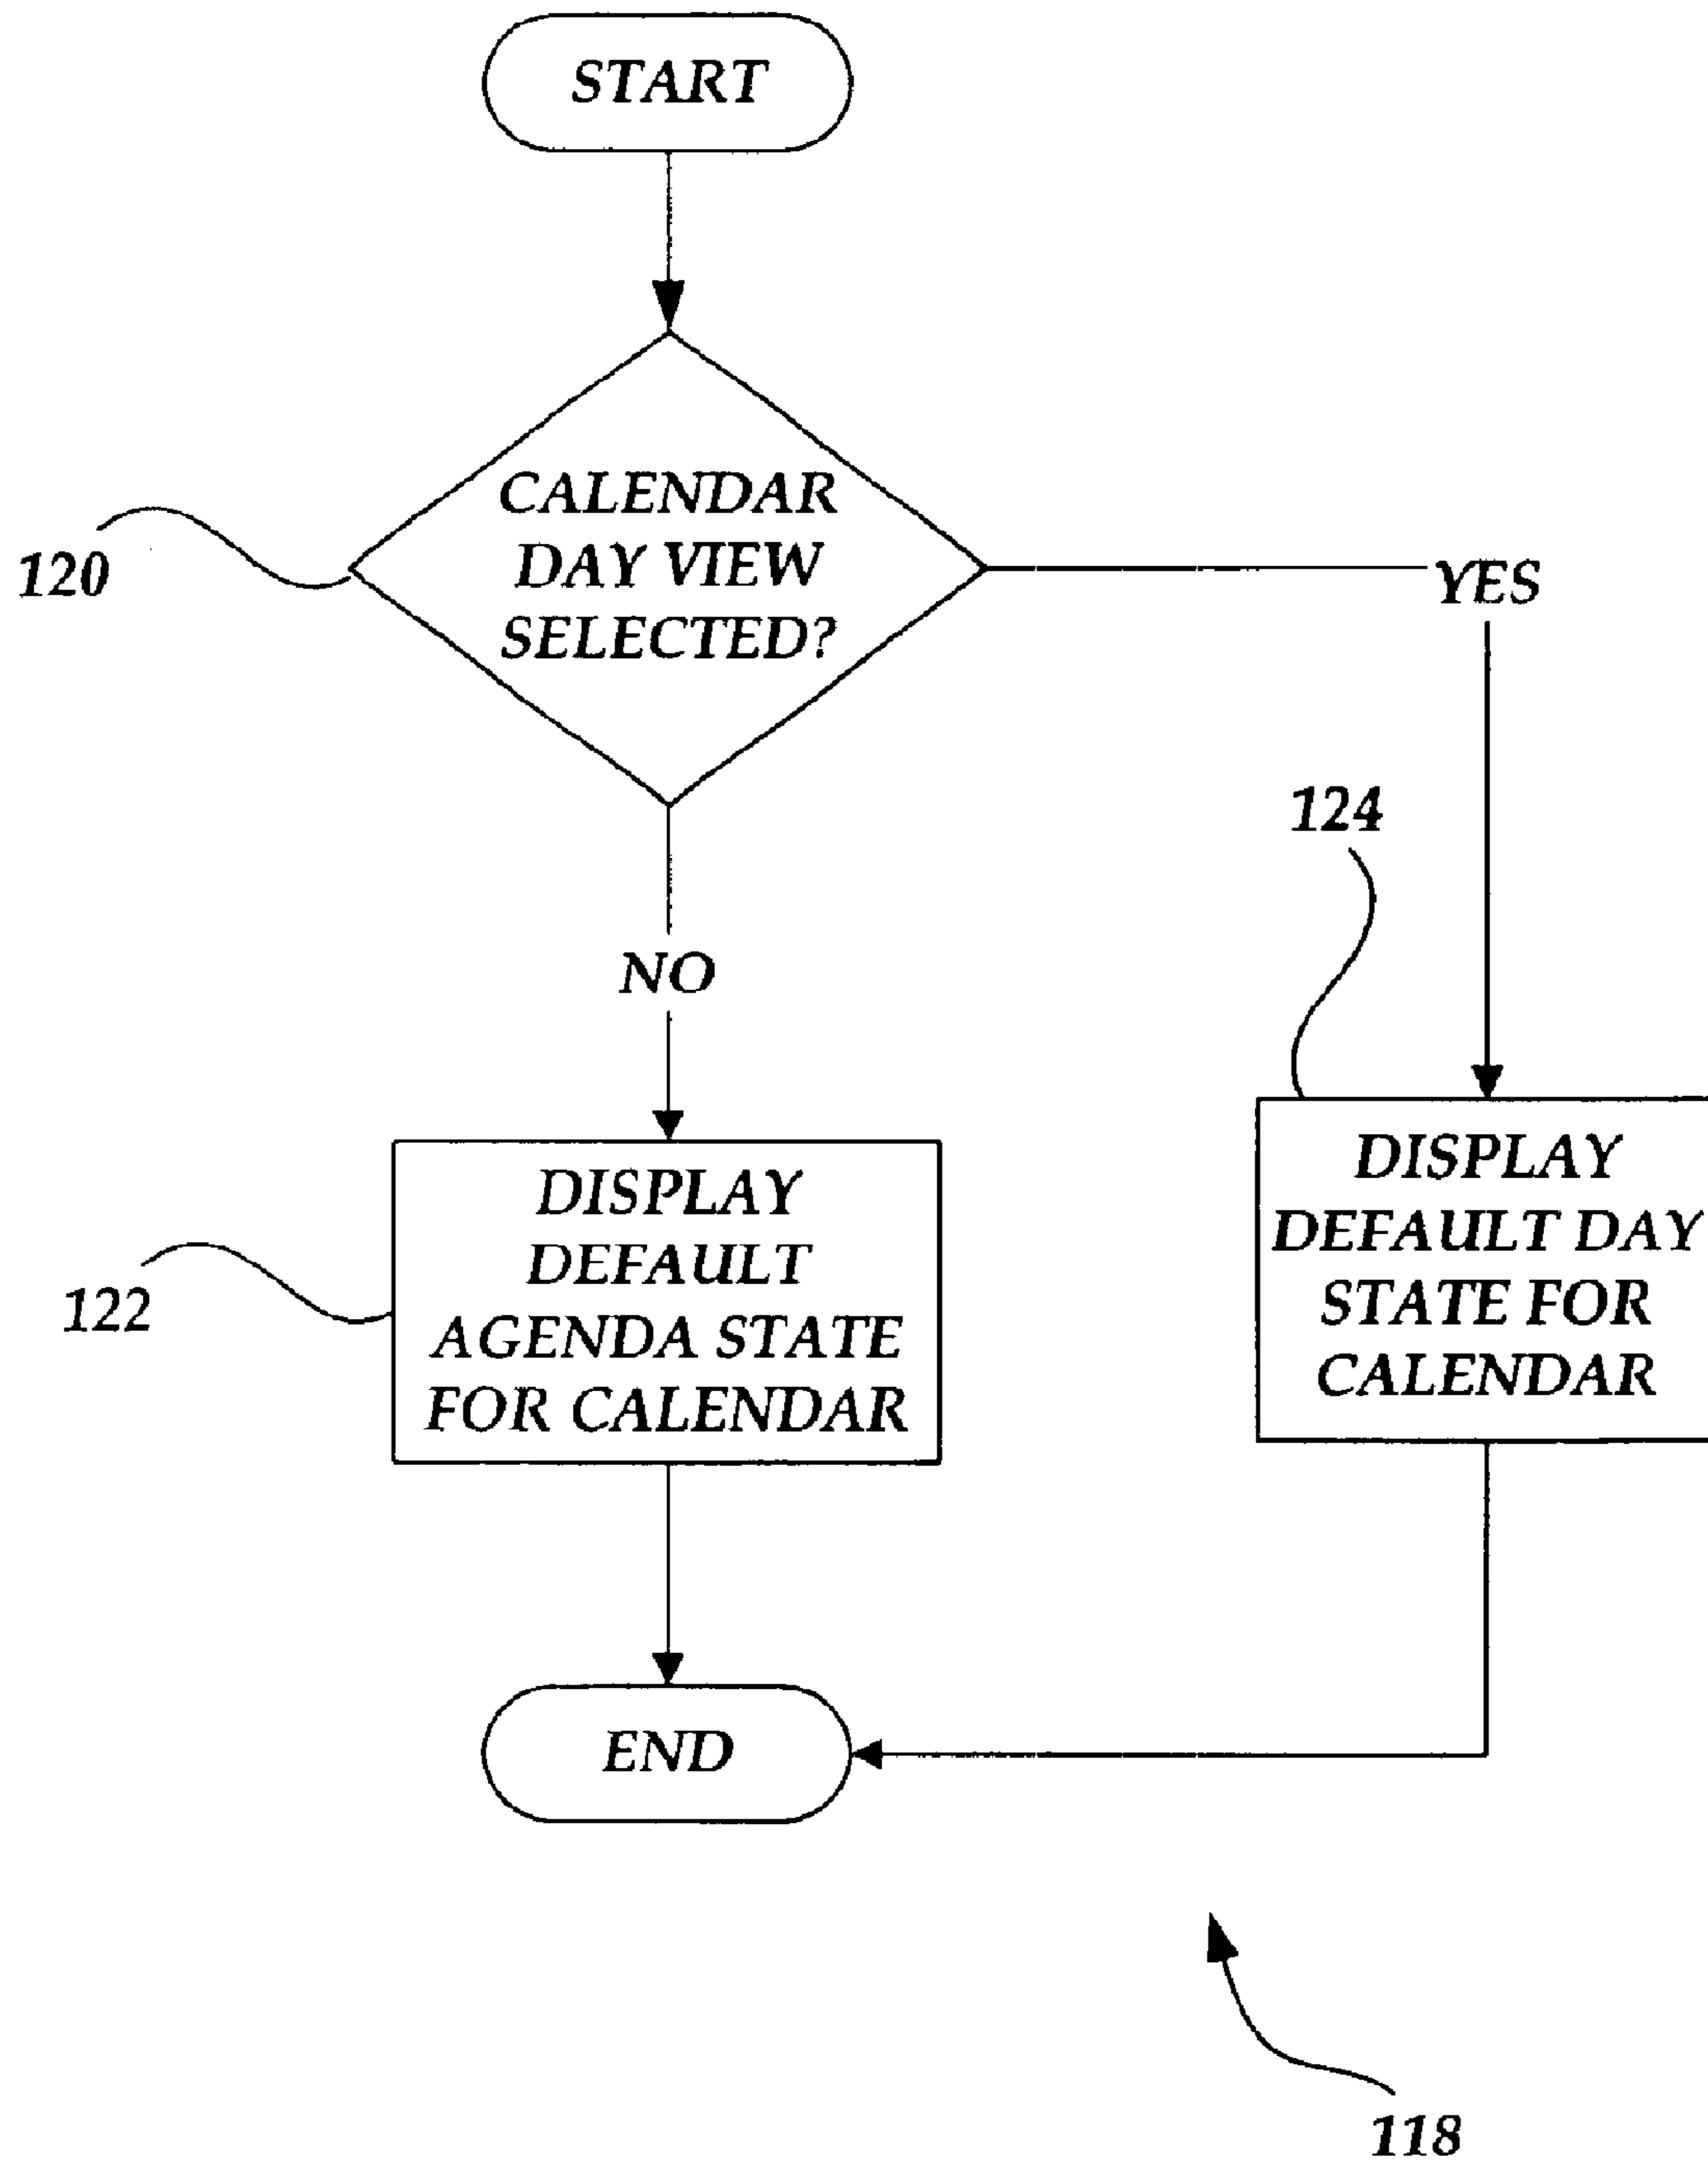 START
CALENDAR
DAY VIEW
SELECTED?
120
YES
124
NO
DISPLAY
DEFAULT
AGENDA STATE
FOR CALENDAR
122
DISPLAY
DEFAULT DAY
STATE FOR
CALENDAR
END
118